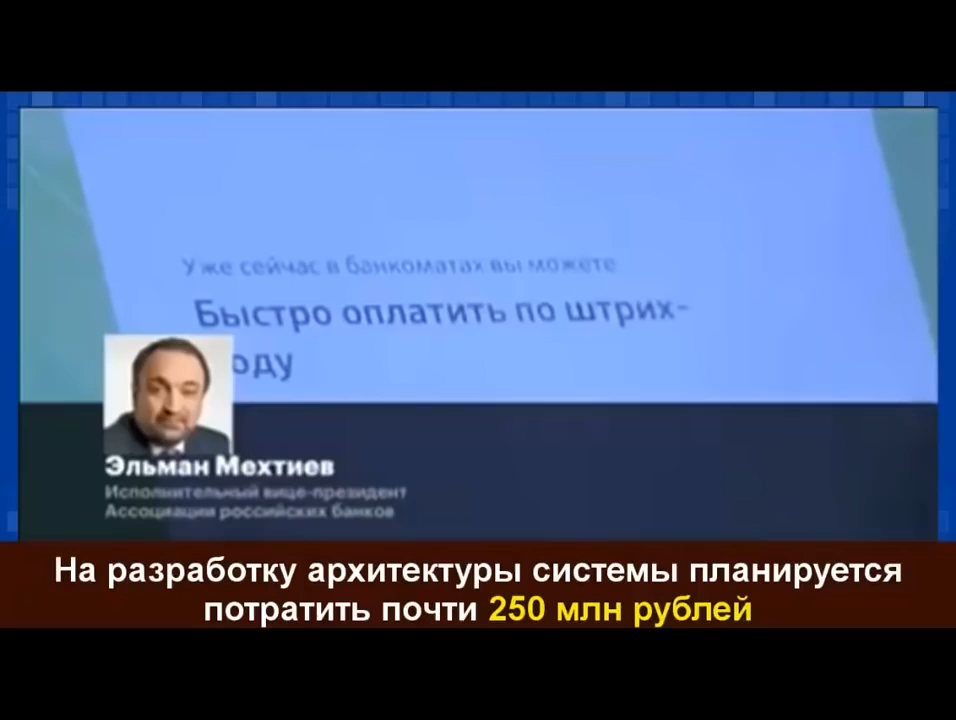 Уже сейчас в банкоматах вы можете
Быстро оплатить по штрих-
оду
Эльман Мехтиев
Исполнительный вице-президент
Ассоциации российских банков
На разработку архитектуры системы планируется
потратить почти 250 млн рублей